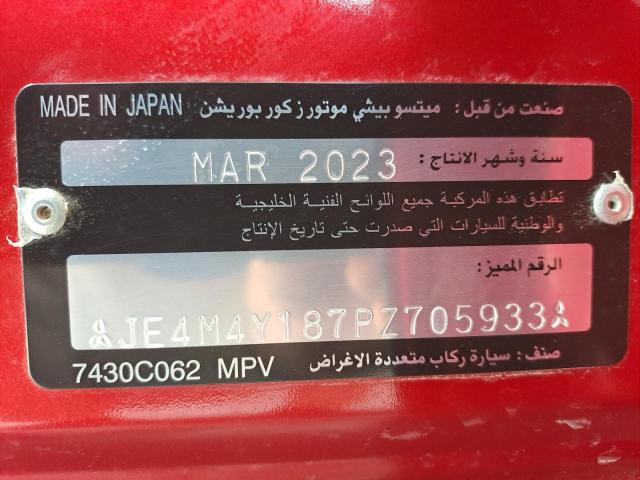 MADE IN JAPAN صنعت من قبل : ميتسو بيشي موتورز كور بوريشن
سنة وشهر الانتاج : MAR 2023
تطابق هذه المركبة جميع اللوائح الفنية الخليجية
والوطنية للسيارات التي صدرت حتى تاريخ الإنتاج
الرقم المميز:
JE4M4Y187PZ705933
صنف: سيارة ركاب متعددة الاغراض 7430C062 MPV